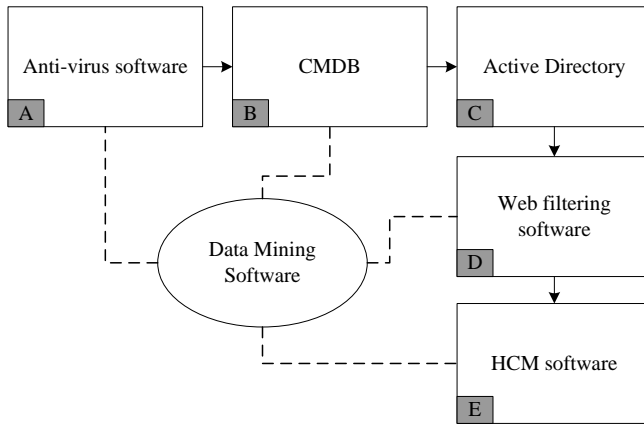 Anti-virus software
A
CMDB
B
Active Directory
C
Web filtering
software
D
Data Mining
Software
HCM software
E